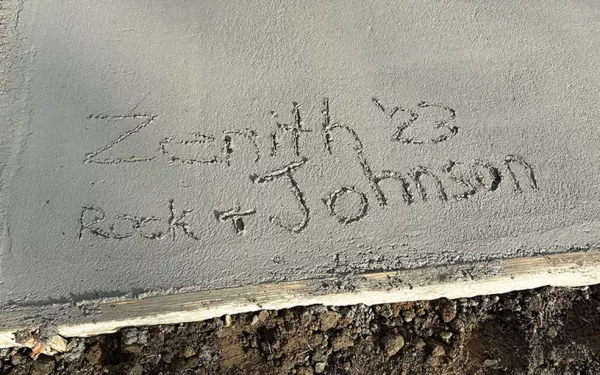 Zenith '23
Rock + Johnson